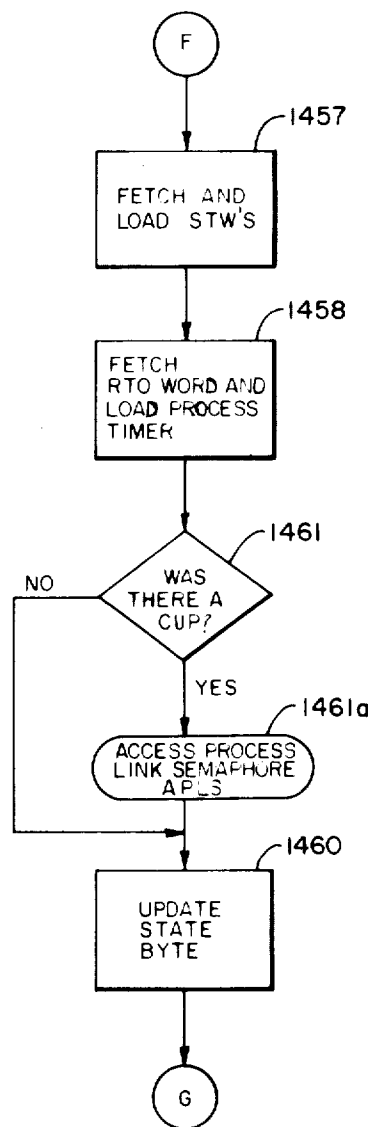 F
1457
FETCH AND
LOAD STW'S
1458
FETCH
RTO WORD AND
LOAD PROCESS
TIMER
1461
NO
WAS
THERE A
CUP?
YES
1461a
ACCESS PROCESS
LINK SEMAPHORE
APLS
1460
UPDATE
STATE
BYTE
G